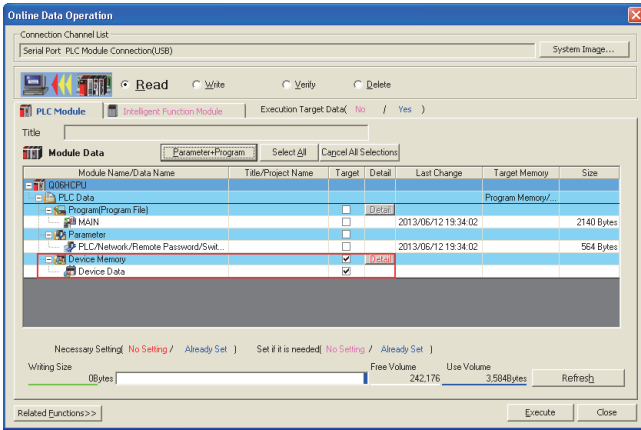 Online Data Operation
Connection Channel List
Serial Port PLC Module Connection(USB)
System Image...
Read
Write
Verify
Delete
PLC Module
Intelligent Function Module
Execution Target Data( No / Yes )
Title
Module Data
Parameter+Program
Select All
Cancel All Selections
Module Name/Data Name Title/Project Name Target Detail Last Change Target Memory Size
Q06HCPU
PLC Data Program Memory/...
Program(Program File) Detail
MAIN 2013/06/12 19:34:02 2140 Bytes
Parameter
PLC/Network/Remote Password/Swit... 2013/06/12 19:34:02 564 Bytes
Device Memory Detail
Device Data
Necessary Setting( No Setting / Already Set ) Set if it is needed( No Setting / Already Set )
Writing Size Free Volume Use Volume
0Bytes 242,176 3,584Bytes Refresh
Related Functions>> Execute Close